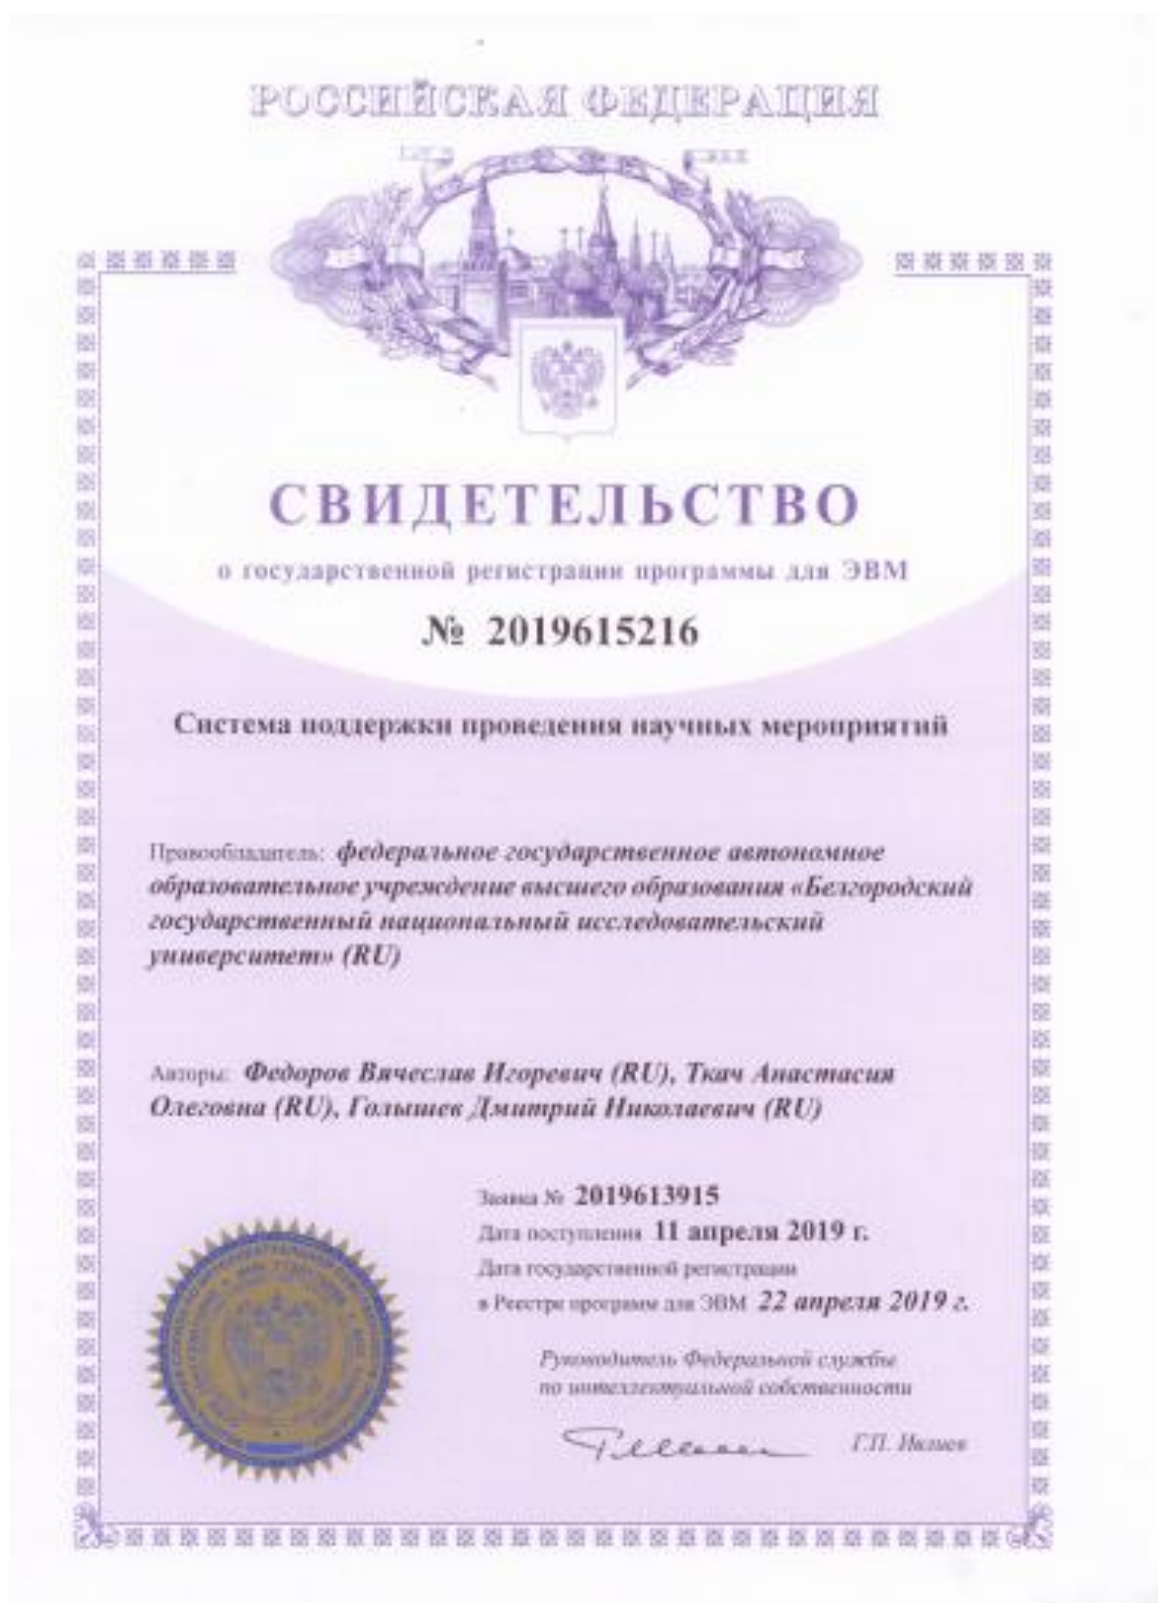 РОССИЙСКАЯ ФЕДЕРАЦИЯ
СВИДЕТЕЛЬСТВО
о государственной регистрации программы для ЭВМ
№ 2019615216
Система поддержки проведения научных мероприятий
Правообладатель: федеральное государственное автономное
образовательное учреждение высшего образования «Белгородский
государственный национальный исследовательский
университет» (RU)
Авторы: Федоров Вячеслав Игоревич (RU), Ткач Анастасия
Олеговна (RU), Голышев Дмитрий Николаевич (RU)
Заявка № 2019613915
Дата поступления 11 апреля 2019 г.
Дата государственной регистрации
в Реестре программ для ЭВМ 22 апреля 2019 г.
Руководитель Федеральной службы
по интеллектуальной собственности
Г.П. Ивлиев